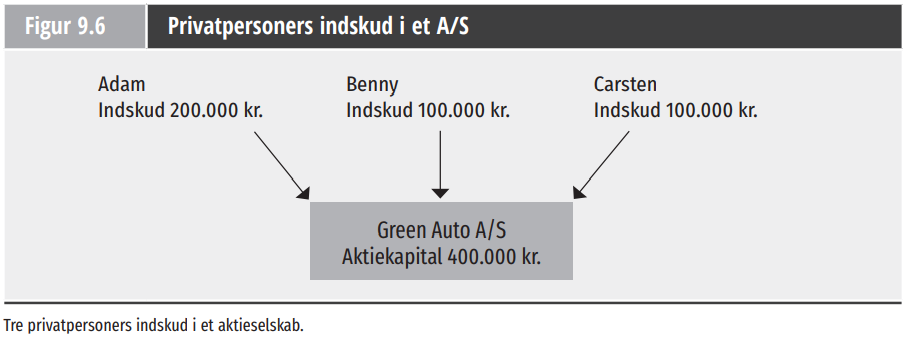 Figur 9.6
Privatpersoners indskud i et A/S
Adam
Indskud 200.000 kr.
Benny
Indskud 100.000 kr.
Carsten
Indskud 100.000 kr.
Green Auto A/S
Aktiekapital 400.000 kr.
Tre privatpersoners indskud i et aktieselskab.